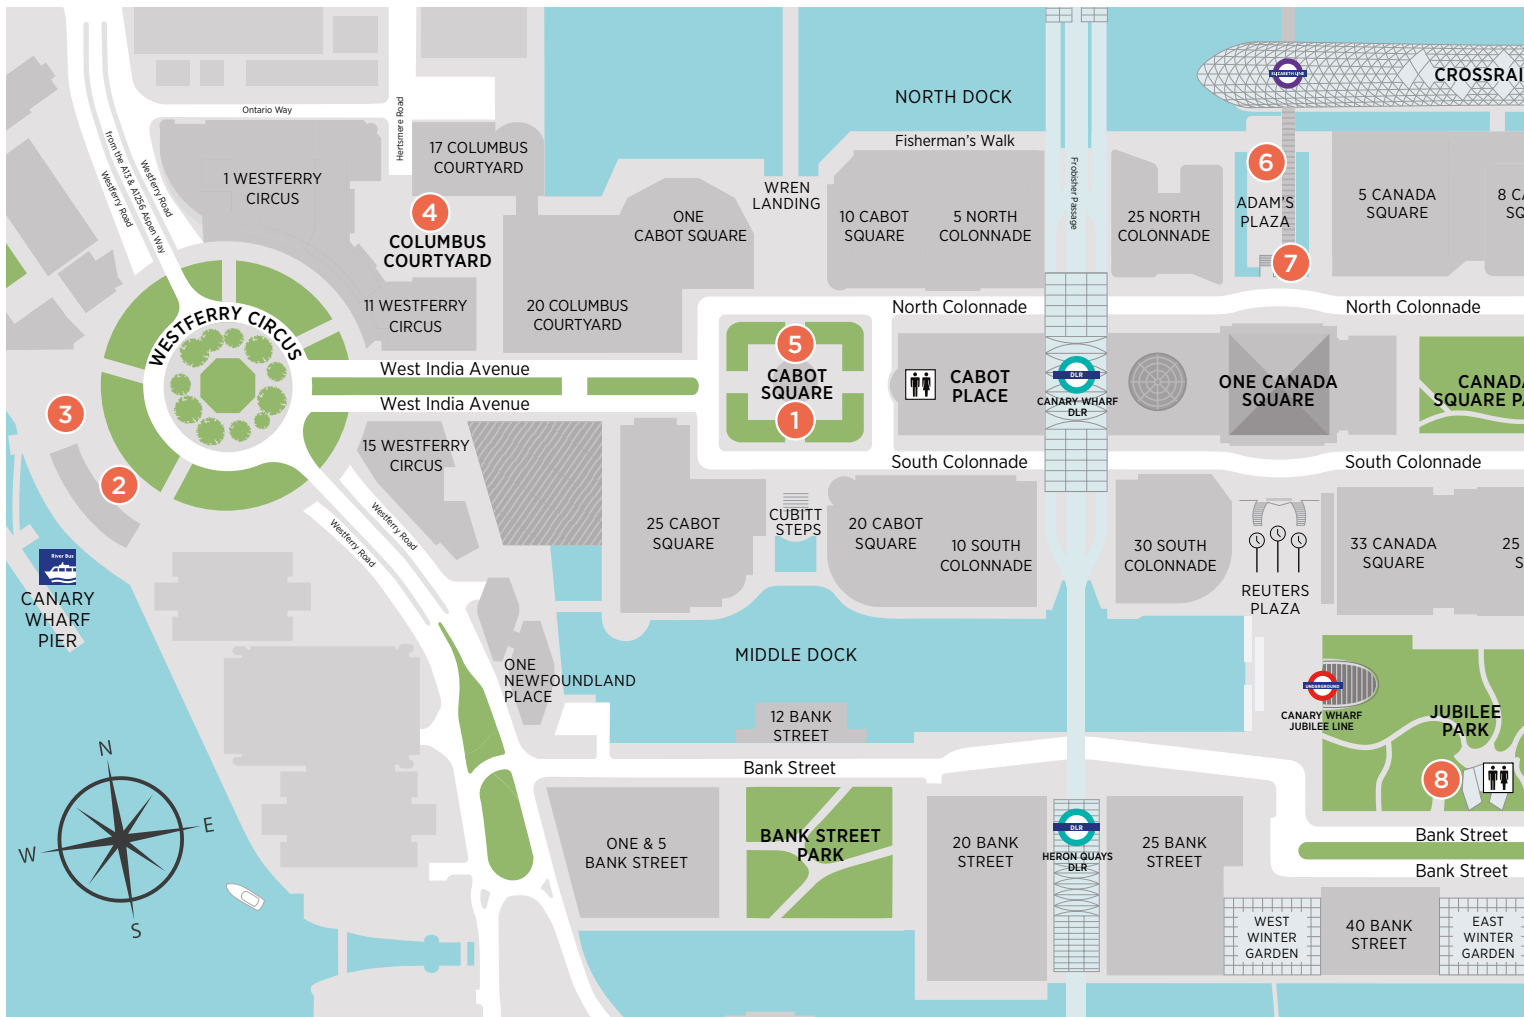 NORTH DOCK
CROSSRAI
ELIZABETH LINE
Ontario Way
Hertsmere Road
Fisherman's Walk
from the A13 & A1256 Aspen Way
Westferry Road
Westferry Road
17 COLUMBUS
COURTYARD
1 WESTFERRY
CIRCUS
4
COLUMBUS
COURTYARD
ONE
CABOT SQUARE
WREN
LANDING
10 CABOT
SQUARE
5 NORTH
COLONNADE
Frobisher Passage
25 NORTH
COLONNADE
6
ADAM'S
PLAZA
7
5 CANADA
SQUARE
8 CA
SQ
WESTFERRY CIRCUS
11 WESTFERRY
CIRCUS
20 COLUMBUS
COURTYARD
North Colonnade
North Colonnade
West India Avenue
West India Avenue
5
CABOT
SQUARE
1
CABOT
PLACE
DLR
CANARY WHARF
DLR
ONE CANADA
SQUARE
CANADA
SQUARE PA
3
2
15 WESTFERRY
CIRCUS
South Colonnade
South Colonnade
Westferry Road
Westferry Road
25 CABOT
SQUARE
CUBITT
STEPS
20 CABOT
SQUARE
10 SOUTH
COLONNADE
30 SOUTH
COLONNADE
REUTERS
PLAZA
33 CANADA
SQUARE
25
S
River Bus
CANARY
WHARF
PIER
MIDDLE DOCK
ONE
NEWFOUNDLAND
PLACE
12 BANK
STREET
UNDERGROUND
CANARY WHARF
JUBILEE LINE
JUBILEE
PARK
8
Bank Street
N
E
S
W
ONE & 5
BANK STREET
BANK STREET
PARK
20 BANK
STREET
DLR
HERON QUAYS
DLR
25 BANK
STREET
Bank Street
Bank Street
WEST
WINTER
GARDEN
40 BANK
STREET
EAST
WINTER
GARDEN